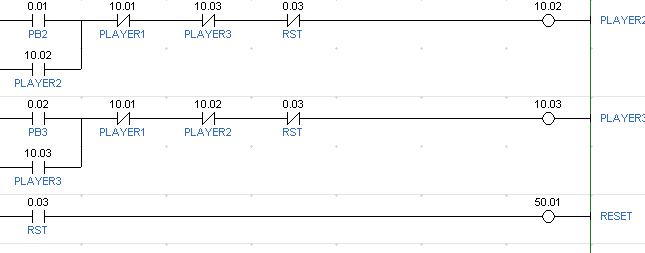 0.01 10.01 10.03 0.03 10.02
PB2 PLAYER1 PLAYER3 RST PLAYER2
10.02
PLAYER2
0.02 10.01 10.02 0.03 10.03
PB3 PLAYER1 PLAYER2 RST PLAYER3
10.03
PLAYER3
0.03 50.01
RST RESET